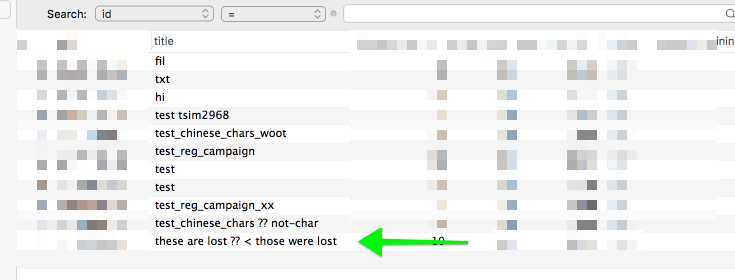 Search: id =
title
inin
fil
txt
hi
test tsim2968
test_chinese_chars_woot
test_reg_campaign
test
test
test_reg_campaign_xx
test_chinese_chars ?? not-char
these are lost ?? < those were lost 10